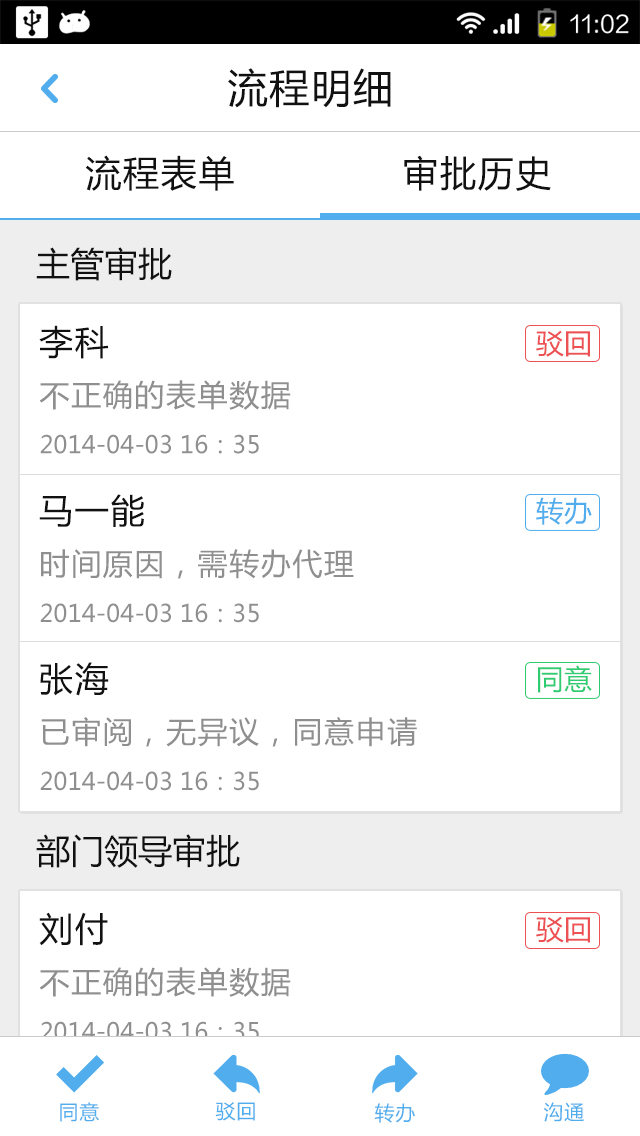 11:02
流程明细
流程表单
审批历史
主管审批
李科
驳回
不正确的表单数据
2014-04-03 16：35
马一能
转办
时间原因，需转办代理
2014-04-03 16：35
张海
同意
已审阅，无异议，同意申请
2014-04-03 16：35
部门领导审批
刘付
驳回
不正确的表单数据
2014-04-03 16：35
同意
驳回
转办
沟通